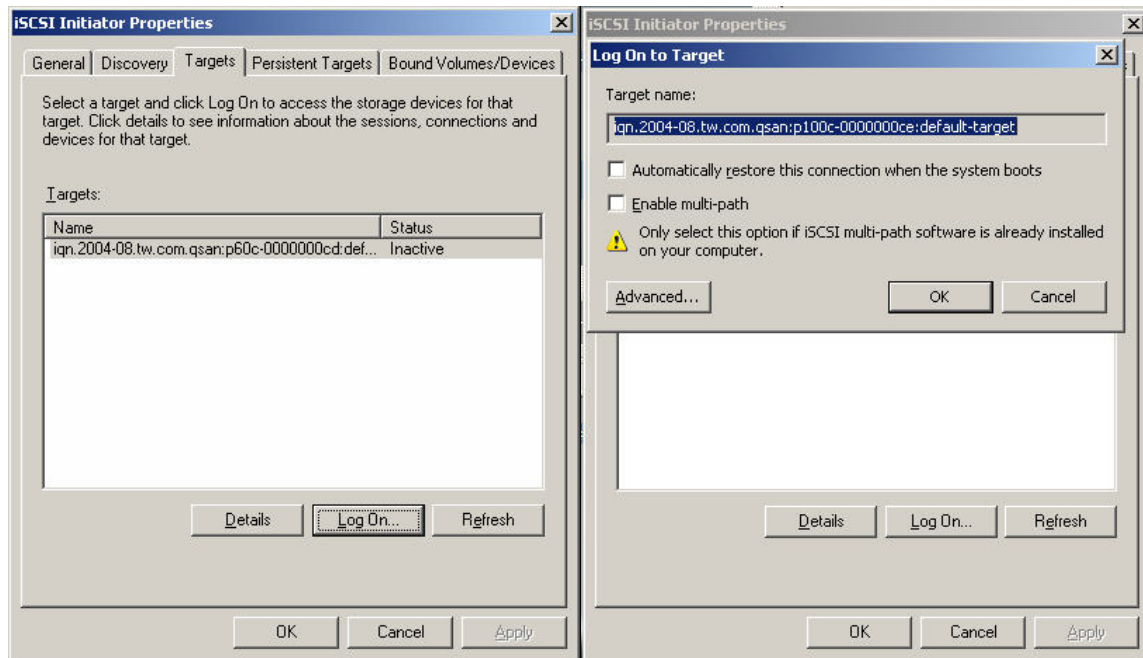 iSCSI Initiator Properties
General Discovery Targets Persistent Targets Bound Volumes/Devices
Select a target and click Log On to access the storage devices for that
target. Click details to see information about the sessions, connections and
devices for that target.
Targets:
Name Status
iqn.2004-08.tw.com.qsan:p60c-0000000cd:def... Inactive
Details Log On... Refresh
OK Cancel Apply
iSCSI Initiator Properties
Log On to Target
Target name:
iqn.2004-08.tw.com.qsan:p100c-0000000ce:default-target
Automatically restore this connection when the system boots
Enable multi-path
Only select this option if iSCSI multi-path software is already installed
on your computer.
Advanced... OK Cancel
Details Log On... Refresh
OK Cancel Apply